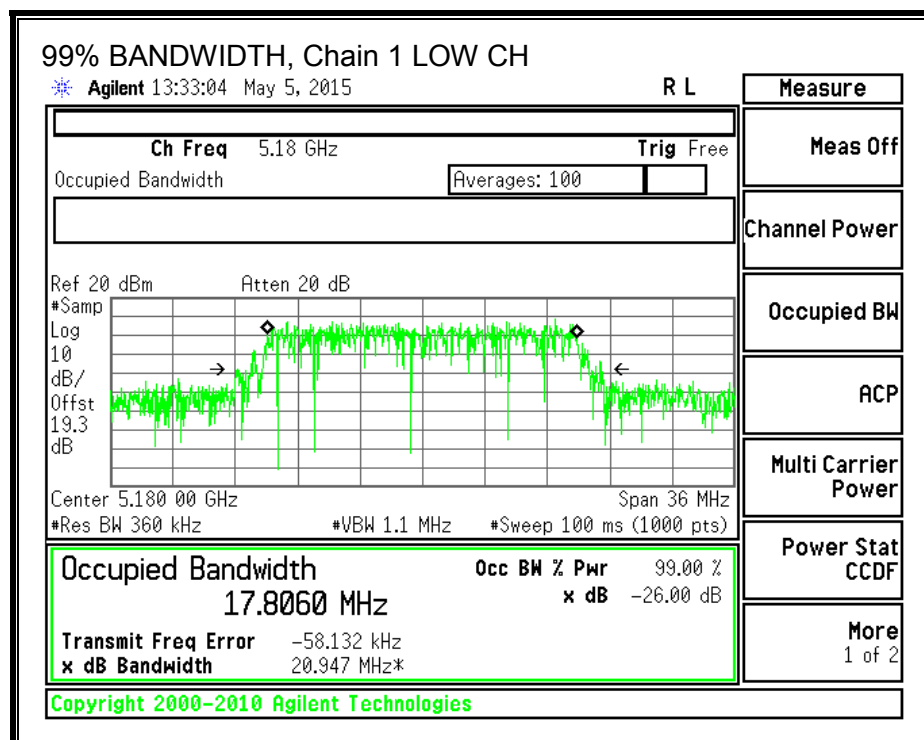 99% BANDWIDTH, Chain 1 LOW CH
Agilent 13:33:04 May 5, 2015 R L
Measure
Ch Freq 5.18 GHz Trig Free
Meas Off
Occupied Bandwidth Averages: 100
Channel Power
Ref 20 dBm Atten 20 dB
#Samp
Log
10
dB/
Offst
19.3
dB
Occupied BW
ACP
Multi Carrier
Power
Center 5.180 00 GHz Span 36 MHz
#Res BW 360 kHz #VBW 1.1 MHz #Sweep 100 ms (1000 pts)
Power Stat
CCDF
Occupied Bandwidth Occ BW % Pwr 99.00 %
17.8060 MHz x dB -26.00 dB
Transmit Freq Error -58.132 kHz
x dB Bandwidth 20.947 MHz*
More
1 of 2
Copyright 2000-2010 Agilent Technologies